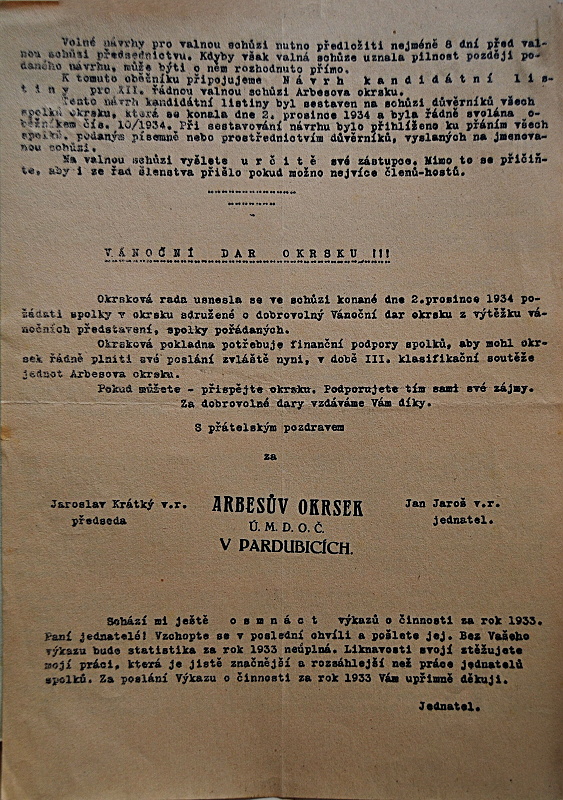 Volné návrhy pro valnou schůzi nutno předložiti nejméně 8 dní před val-
nou schůzi předsednictvu. Kdyby však valná schůze uznala pilnost později po-
daného návrhu, může býti o něm rozhodnuto přímo.
K tomuto oběžníku připojujeme N á v r h k a n d i d á t n í l i s -
t i n y pro XII. řádnou valnou schůzi Arbesova okrsku.
Tento návrh kandidátní listiny byl sestaven na schůzi důvěrníků všech
spolků okrsku, která se konala dne 2. prosince 1934 a byla řádně svolána o-
běžníkem čís. 10/1934. Při sestavování návrhu bylo přihlíženo ku přáním všech
spolků, podaným písemně nebo prostřednictvím důvěrníků, vyslaných na jmenova-
nou schůzi.
Na valnou schůzi vyšlete u r č i t ě své zástupce. Mimo to se přičiň-
te, aby i ze řad členstva přišlo pokud možno nejvíce členů-hostů.
V Á N O Č N Í D A R O K R S K U !!!
Okrsková rada usnesla se ve schůzi konané dne 2.prosince 1934 po-
žádati spolky v okrsku sdružené o dobrovolný Vánoční dar okrsku z výtěžku vá-
nočních představení, spolky pořádaných.
Okrsková pokladna potřebuje finanční podpory spolků, aby mohl okr-
sek řádně plniti své poslání zvláště nyní, v době III. klasifikační soutěže
jednot Arbesova okrsku.
Pokud můžete - přispějte okrsku. Podporujete tím sami své zájmy.
Za dobrovolné dary vzdáváme Vám díky.
S přátelským pozdravem
za
Jaroslav Krátký v.r. ARBESŮV OKRSEK Jan Jaroš v.r.
předseda Ú. M. D. O. Č. jednatel.
V PARDUBICÍCH.
Schází mi ještě o s m n á c t výkazů o činnosti za rok 1933.
Paní jednatelé! Vzchopte se v poslední chvíli a pošlete jej. Bez Vašeho
výkazu bude statistika za rok 1933 neúplná. Liknavostí svojí stěžujete
mojí práci, která je jistě značnější a rozsáhlejší než práce jednatelů
spolků. Za poslání Výkazu o činnosti za rok 1933 Vám upřímně děkuji.
Jednatel.